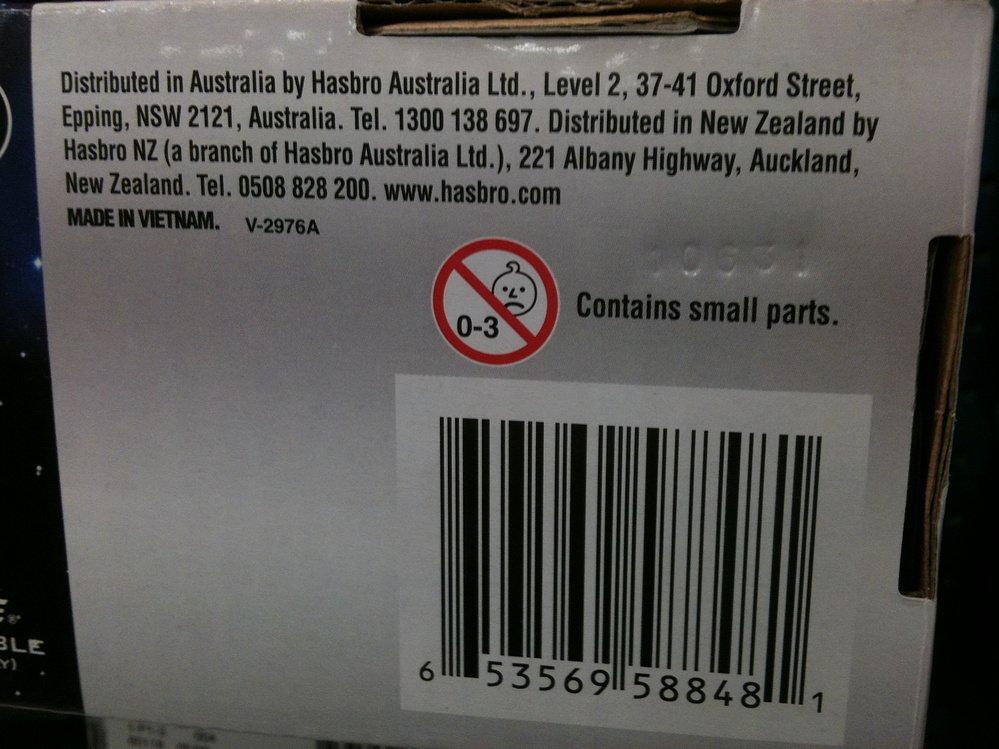 Distributed in Australia by Hasbro Australia Ltd., Level 2, 37-41 Oxford Street,
Epping, NSW 2121, Australia. Tel. 1300 138 697. Distributed in New Zealand by
Hasbro NZ (a branch of Hasbro Australia Ltd.), 221 Albany Highway, Auckland,
New Zealand. Tel. 0508 828 200. www.hasbro.com
MADE IN VIETNAM. V-2976A
0-3 Contains small parts.
6 53569 58848 1